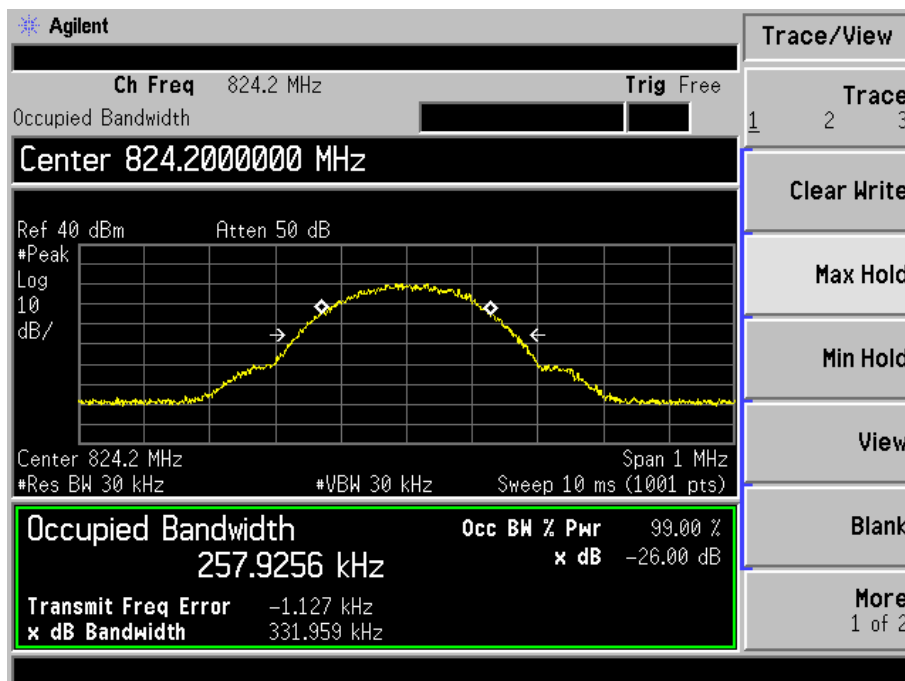 Agilent
Trace/View
Ch Freq 824.2 MHz Trig Free
Occupied Bandwidth
Trace
1 2 3
Center 824.2000000 MHz
Clear Write
Ref 40 dBm Atten 50 dB
#Peak
Log
10
dB/
Max Hold
Min Hold
View
Center 824.2 MHz Span 1 MHz
#Res BW 30 kHz #VBW 30 kHz Sweep 10 ms (1001 pts)
Occupied Bandwidth
257.9256 kHz
Occ BW % Pwr 99.00 %
x dB -26.00 dB
Blank
Transmit Freq Error -1.127 kHz
x dB Bandwidth 331.959 kHz
More
1 of 2